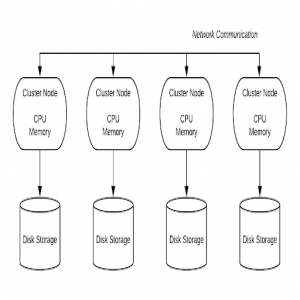 Network Communication
Cluster Node
CPU
Memory
Cluster Node
CPU
Memory
Cluster Node
CPU
Memory
Cluster Node
CPU
Memory
Disk Storage
Disk Storage
Disk Storage
Disk Storage